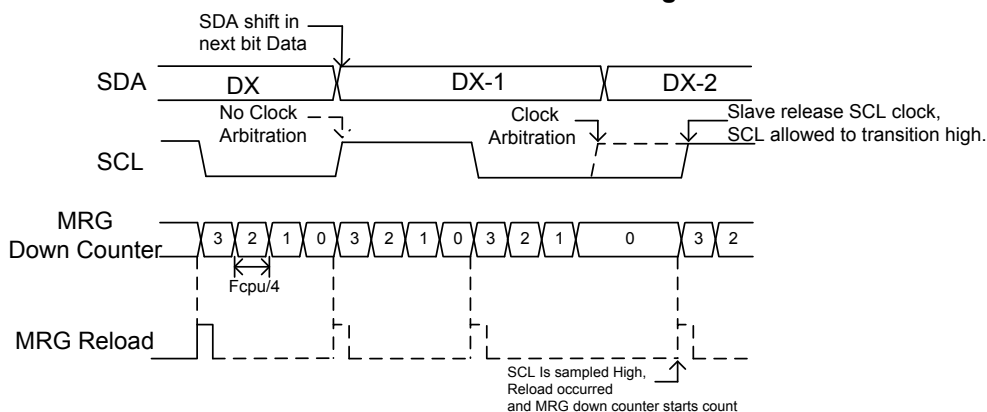 SDA shift in
next bit Data
SDA
DX
DX-1
DX-2
No Clock
Arbitration
Clock
Arbitration
Slave release SCL clock,
SCL allowed to transition high.
SCL
MRG
Down Counter
3 2 1 0 3 2 1 0 3 2 1 0 3 2
Fcpu/4
MRG Reload
SCL Is sampled High,
Reload occurred
and MRG down counter starts count